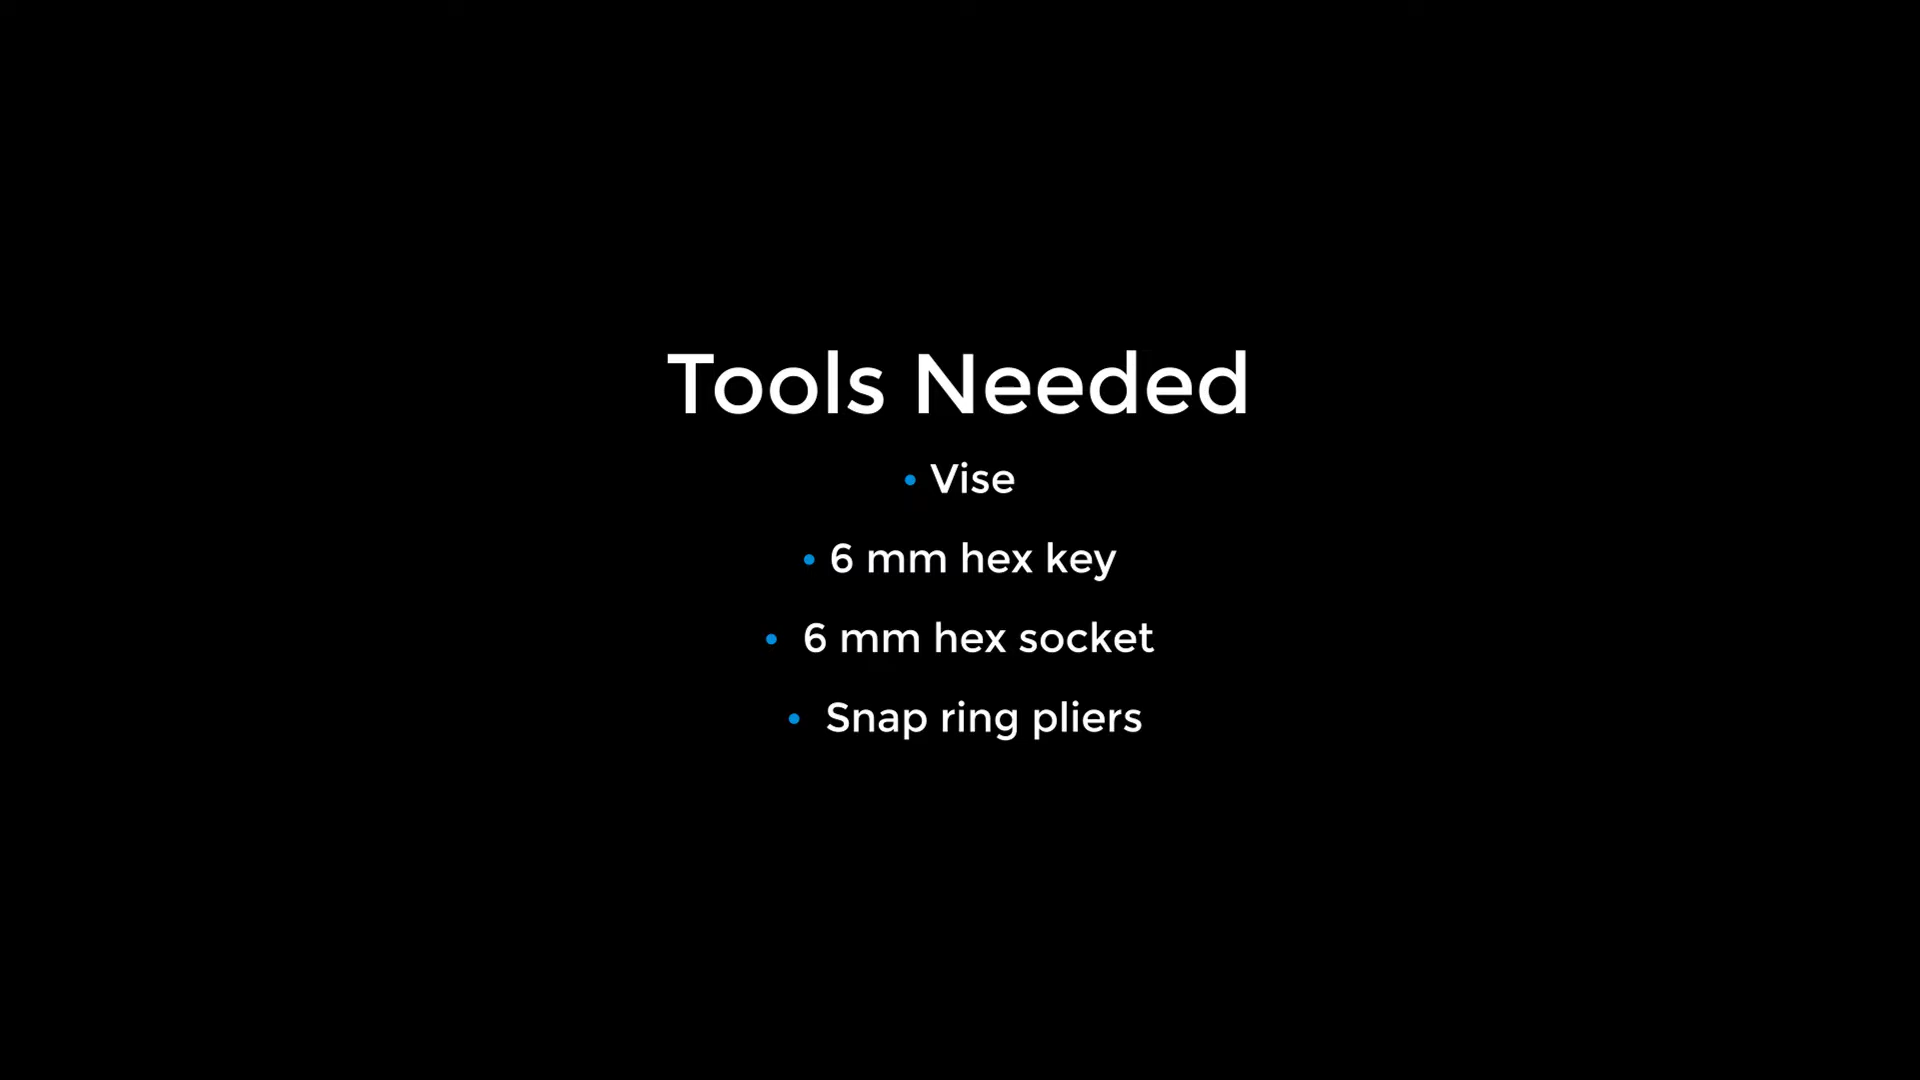 Tools Needed
• Vise
• 6 mm hex key
• 6 mm hex socket
• Snap ring pliers